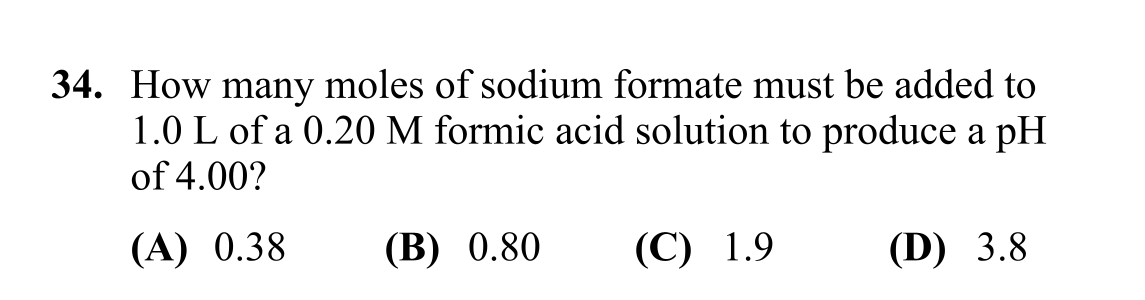 34. How many moles of sodium formate must be added to
1.0 L of a 0.20 M formic acid solution to produce a pH
of 4.00?
(A) 0.38 (B) 0.80 (C) 1.9 (D) 3.8